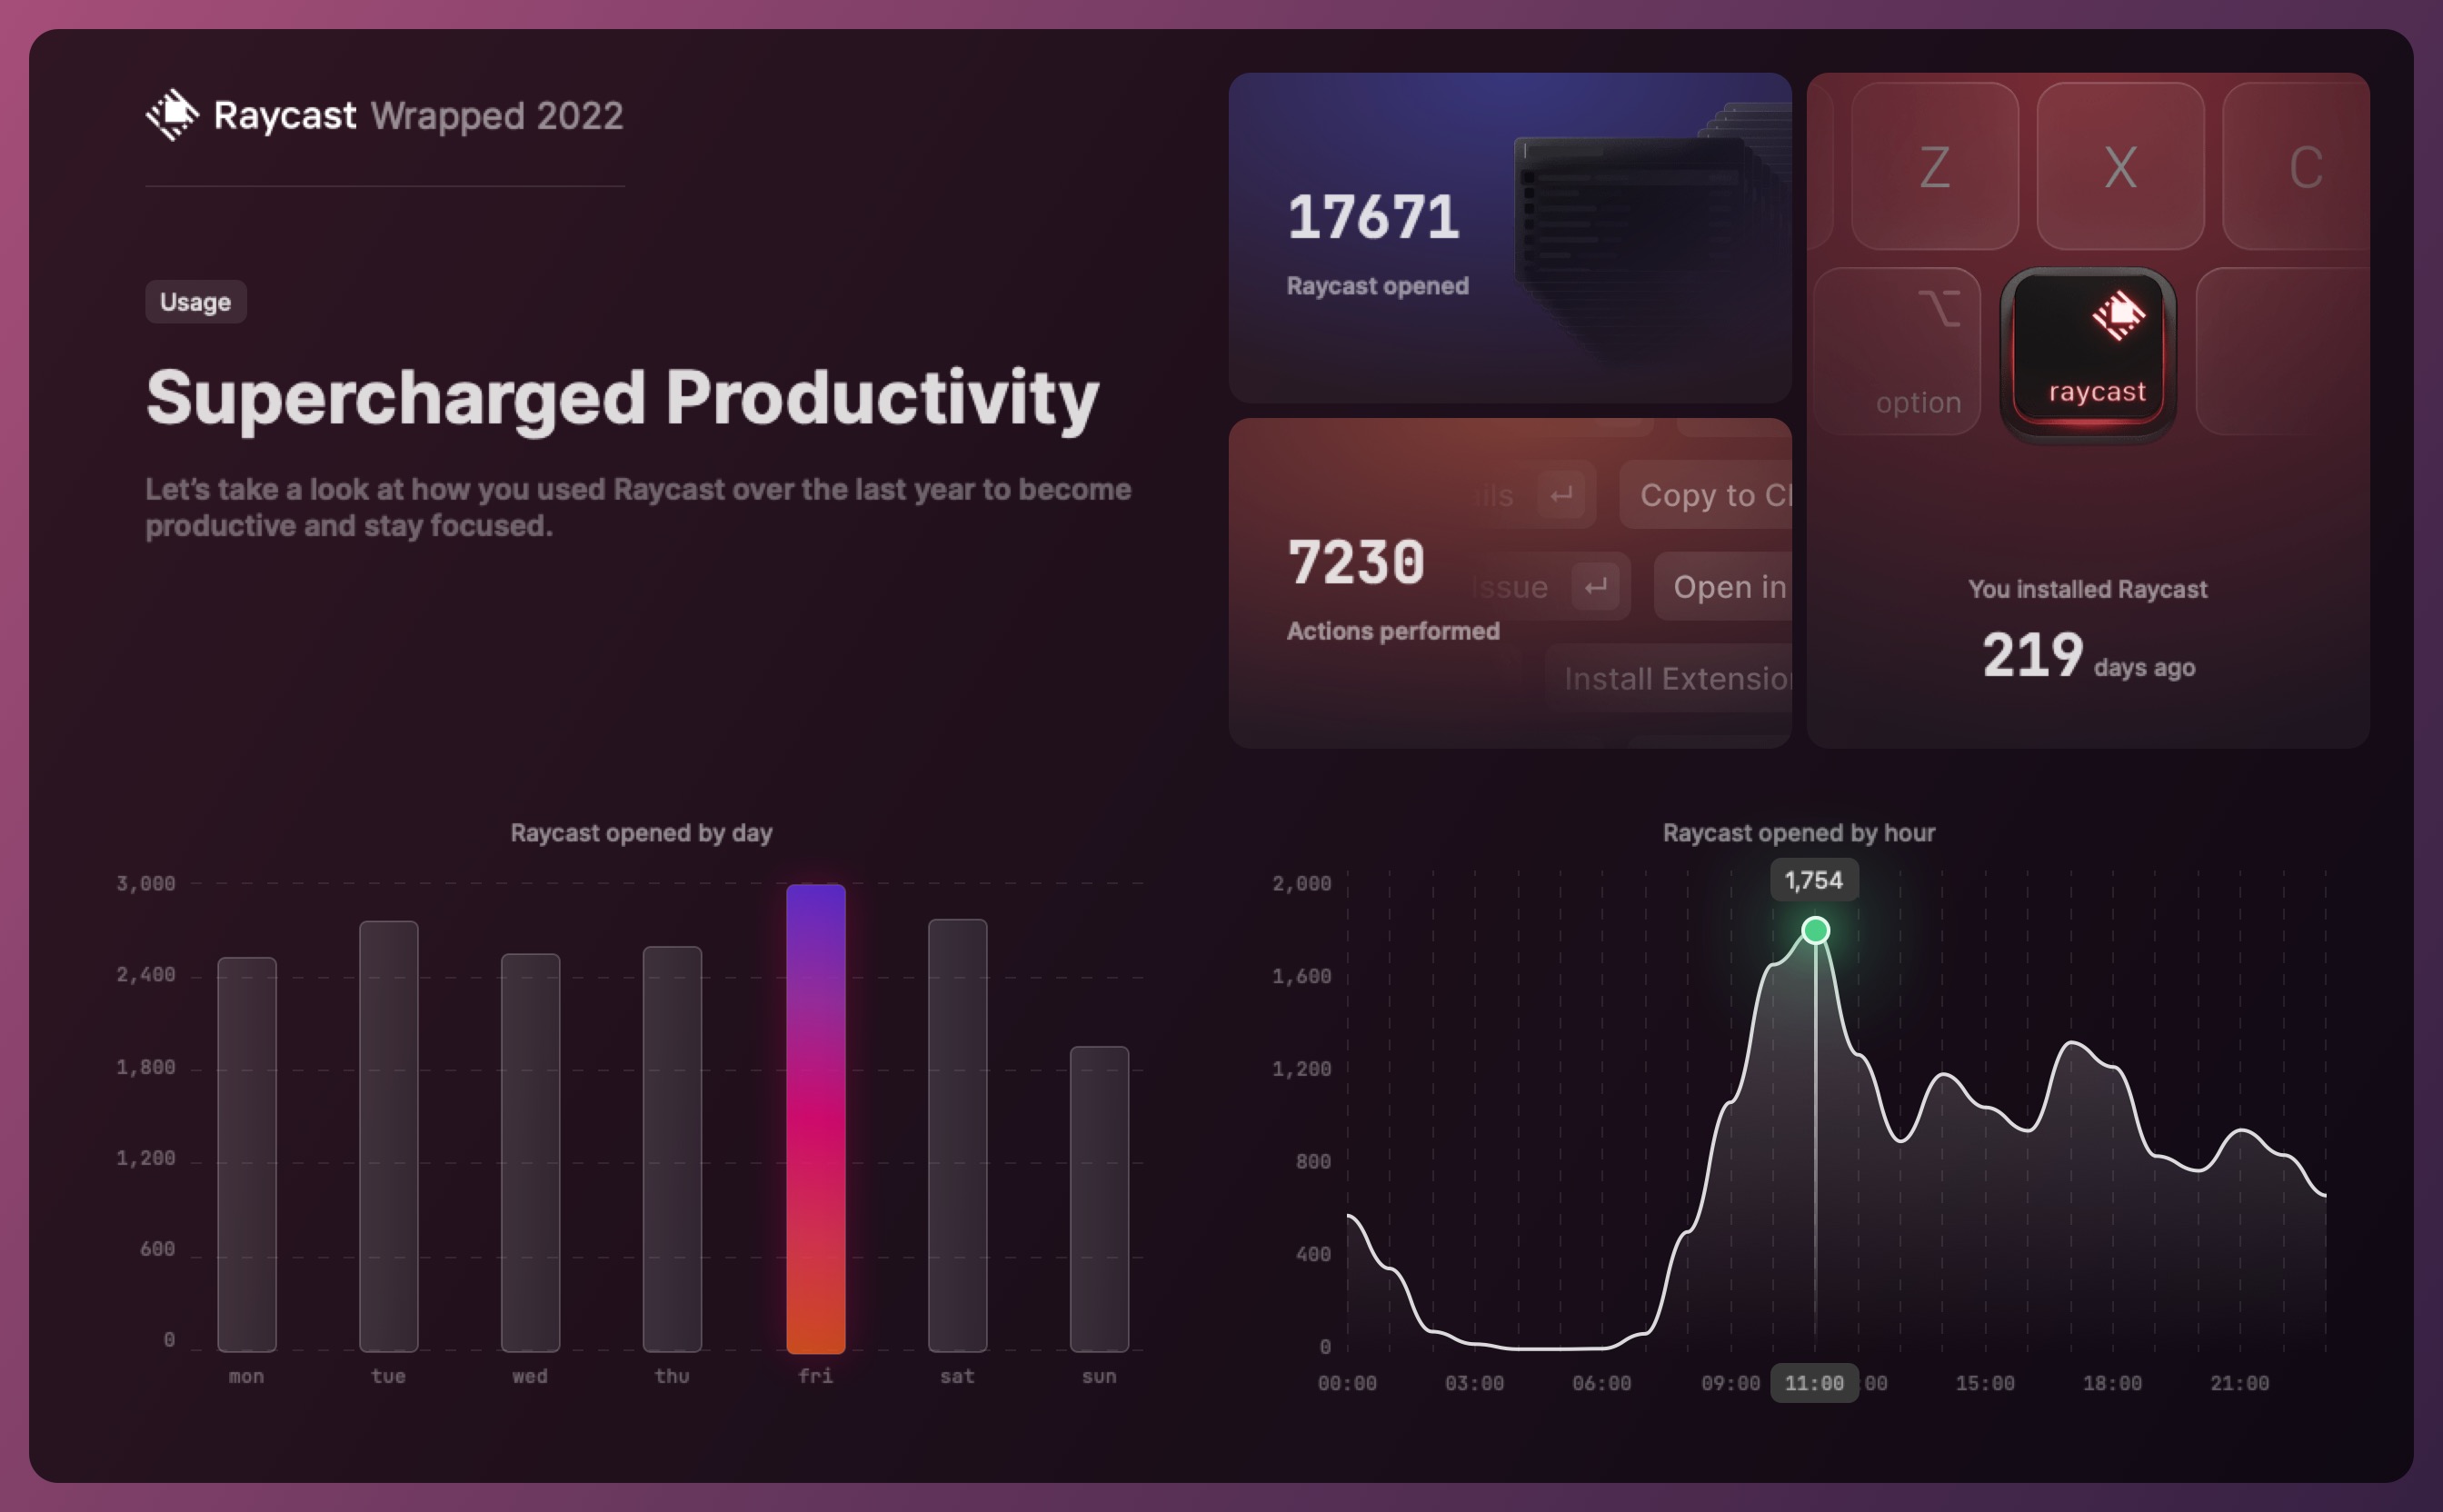 Raycast Wrapped 2022
Usage
Supercharged Productivity
Let's take a look at how you used Raycast over the last year to become
productive and stay focused.
17671
Raycast opened
ils ↵ Copy to Cl
7230
issue ↵ Open in
Actions performed
Install Extension
Z X C
⌥
option
raycast
You installed Raycast
219 days ago
Raycast opened by day
3,000
2,400
1,800
1,200
600
0
mon tue wed thu fri sat sun
Raycast opened by hour
1,754
2,000
1,600
1,200
800
400
0
00:00 03:00 06:00 09:00 11:00 :00 15:00 18:00 21:00